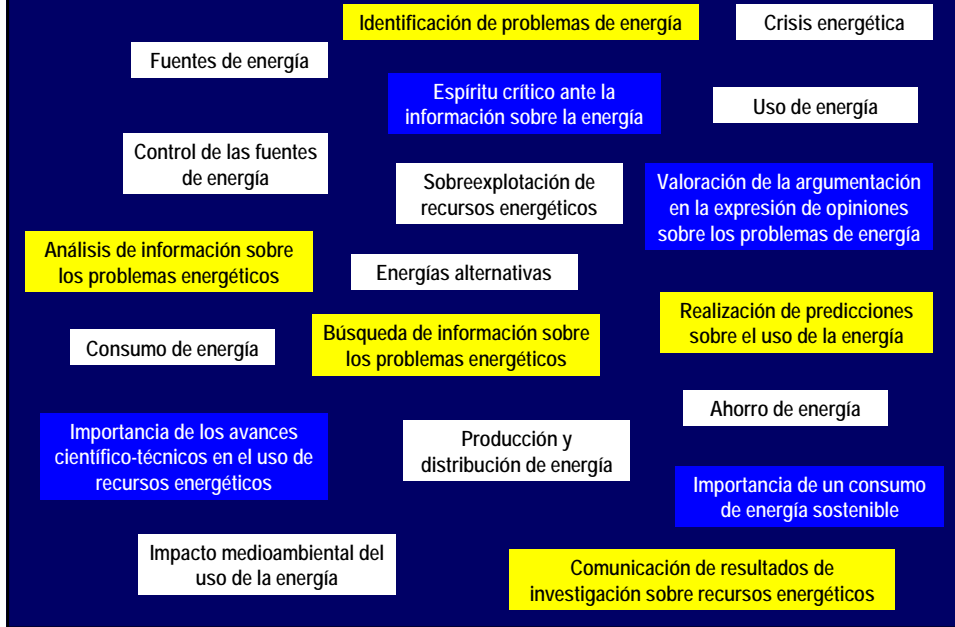 Identificación de problemas de energía
Crisis energética
Fuentes de energía
Espíritu crítico ante la
información sobre la energía
Uso de energía
Control de las fuentes
de energía
Sobreexplotación de
recursos energéticos
Valoración de la argumentación
en la expresión de opiniones
sobre los problemas de energía
Análisis de información sobre
los problemas energéticos
Energías alternativas
Realización de predicciones
sobre el uso de la energía
Búsqueda de información sobre
los problemas energéticos
Consumo de energía
Ahorro de energía
Importancia de los avances
científico-técnicos en el uso de
recursos energéticos
Producción y
distribución de energía
Importancia de un consumo
de energía sostenible
Impacto medioambiental del
uso de la energía
Comunicación de resultados de
investigación sobre recursos energéticos